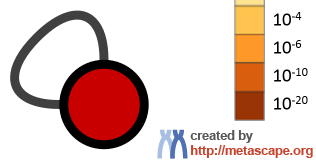 10⁻⁴
10⁻⁶
10⁻¹⁰
10⁻²⁰
created by
http://metascape.org